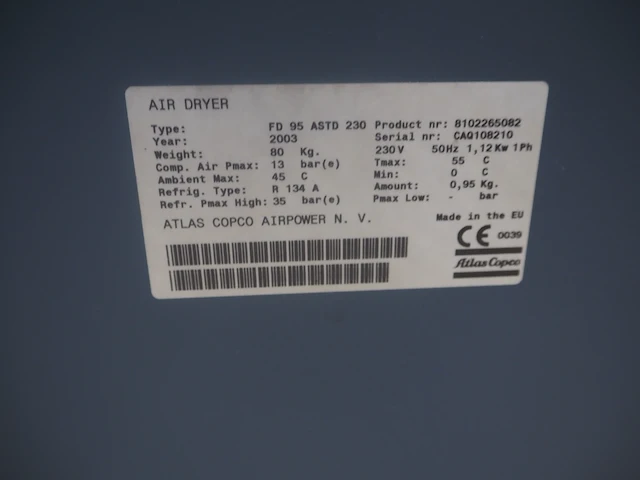 AIR DRYER
Type: FD 95 ASTD 230 Product nr: 8102265082
Year: 2003 Serial nr: CAQ108210
Weight: 80 Kg. 230 V 50Hz 1,12Kw 1Ph
Comp. Air Pmax: 13 bar(e) Tmax: 55 C
Ambient Max: 45 C Min: 0 C
Refrig. Type: R 134 A Amount: 0,95 Kg.
Refr. Pmax High: 35 bar(e) Pmax Low: - bar
ATLAS COPCO AIRPOWER N. V. Made in the EU
CE 0039
Atlas Copco